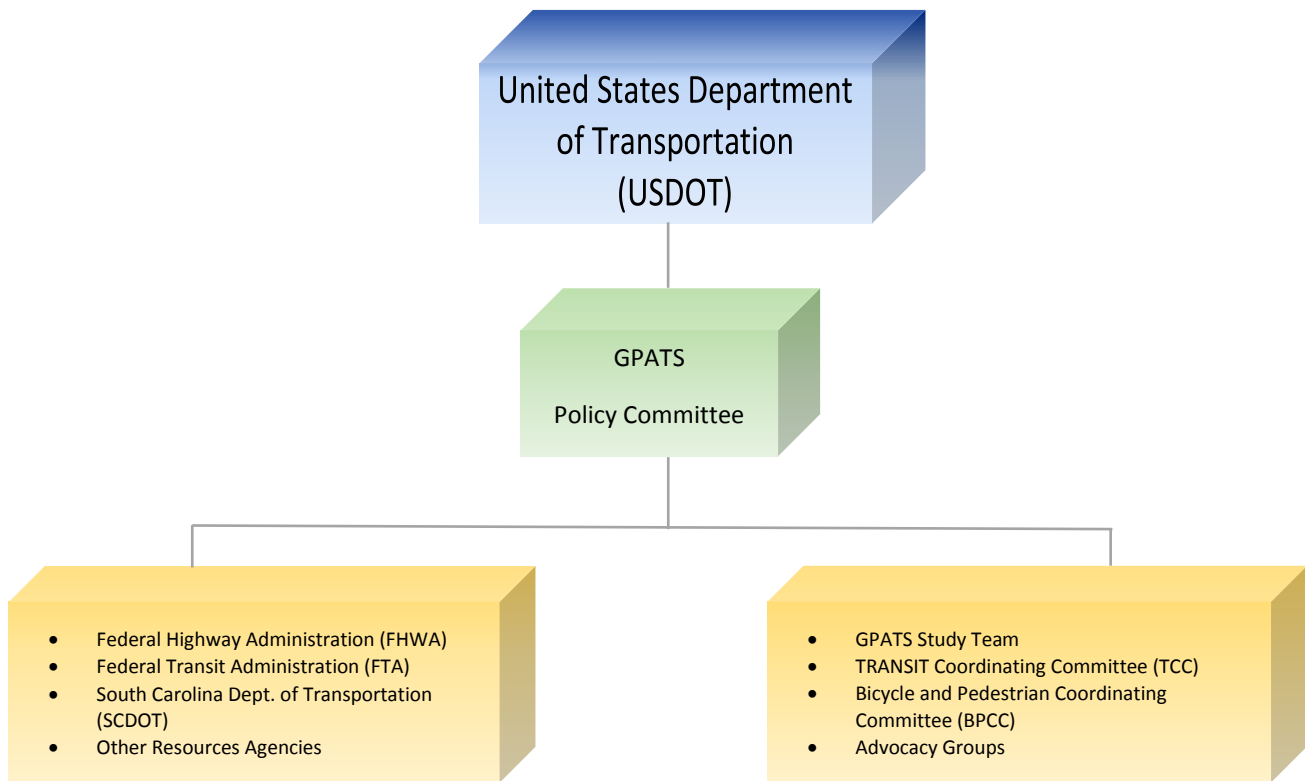 United States Department
of Transportation
(USDOT)
GPATS
Policy Committee
• Federal Highway Administration (FHWA)
• Federal Transit Administration (FTA)
• South Carolina Dept. of Transportation
(SCDOT)
• Other Resources Agencies
• GPATS Study Team
• TRANSIT Coordinating Committee (TCC)
• Bicycle and Pedestrian Coordinating
Committee (BPCC)
• Advocacy Groups